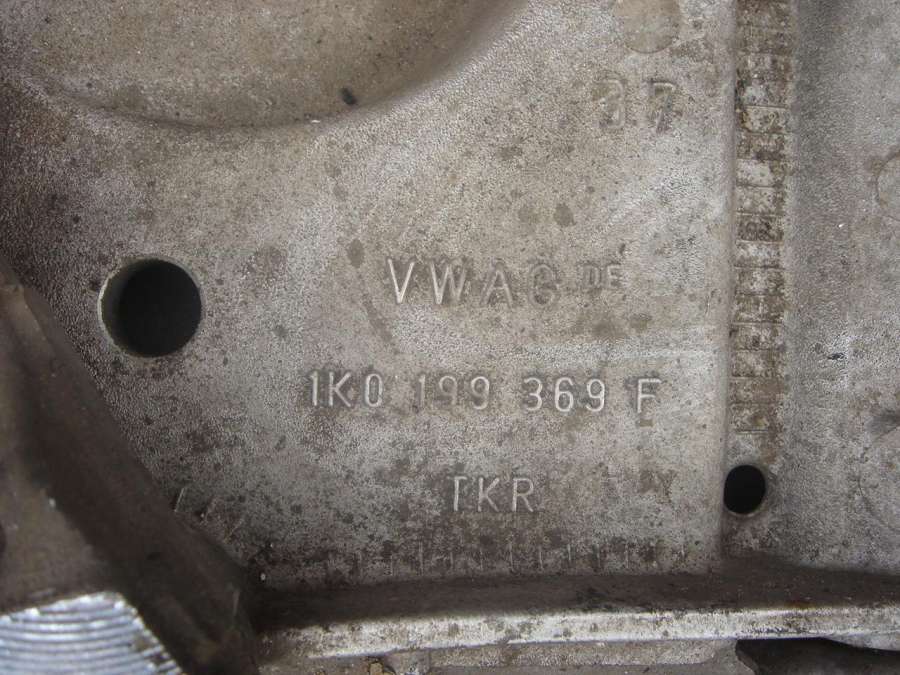 37
VWAG DE
1K0 199 369 F
TKR